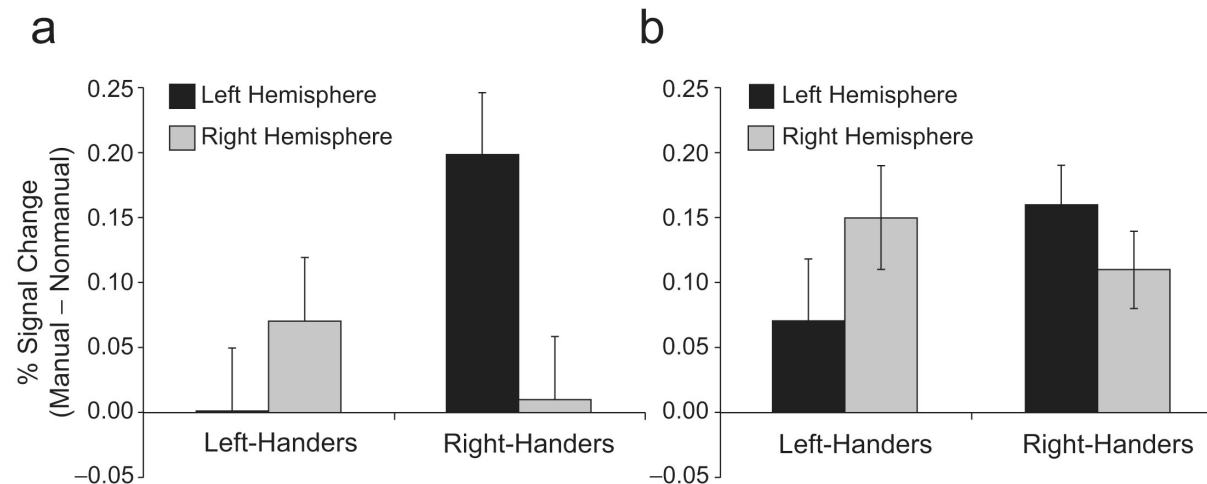 a
% Signal Change
(Manual – Nonmanual)
0.25
0.20
0.15
0.10
0.05
0.00
–0.05
Left Hemisphere
Right Hemisphere
Left-Handers
Right-Handers
b
0.25
0.20
0.15
0.10
0.05
0.00
–0.05
Left Hemisphere
Right Hemisphere
Left-Handers
Right-Handers